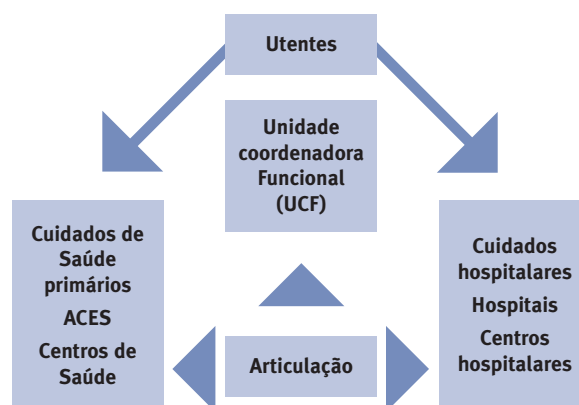 Utentes
Unidade
coordenadora
Funcional
(UCF)
Cuidados de
Saúde
primários
ACES
Centros de
Saúde
Articulação
Cuidados
hospitalares
Hospitais
Centros
hospitalares